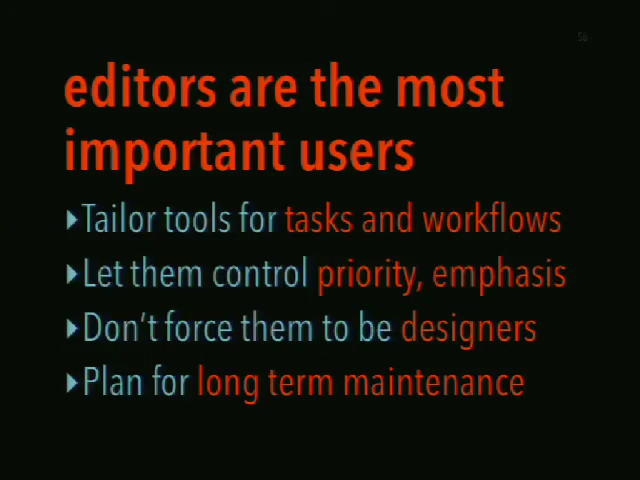 56
editors are the most
important users
▸Tailor tools for tasks and workflows
▸Let them control priority, emphasis
▸Don't force them to be designers
▸Plan for long term maintenance